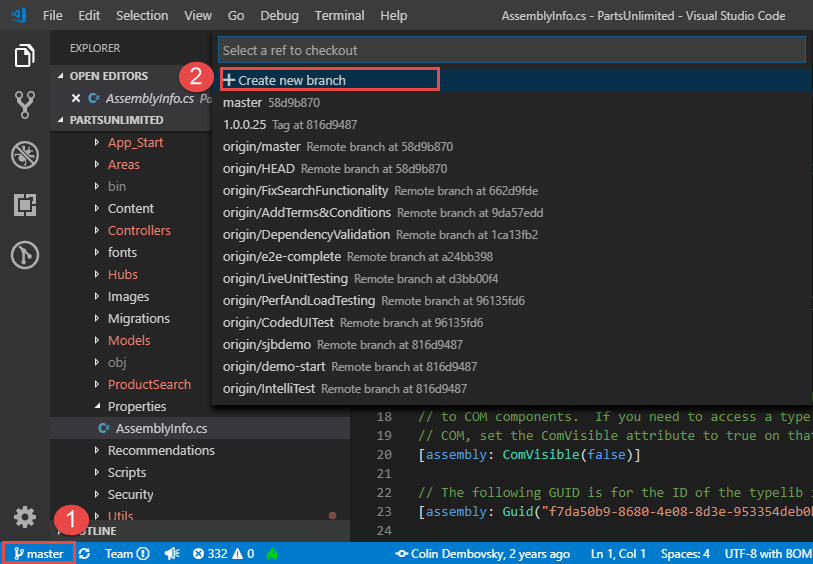 File Edit Selection View Go Debug Terminal Help AssemblyInfo.cs - PartsUnlimited - Visual Studio Code
EXPLORER
Select a ref to checkout
OPEN EDITORS
2
Create new branch
AssemblyInfo.cs Pa
master 58d9b870
PARTSUNLIMITED
1.0.0.25 Tag at 816d9487
App_Start
origin/master Remote branch at 58d9b870
Areas
origin/HEAD Remote branch at 58d9b870
bin
origin/FixSearchFunctionality Remote branch at 662d9fde
Content
origin/AddTerms&Conditions Remote branch at 9da57edd
Controllers
origin/DependencyValidation Remote branch at 1ca13fb2
fonts
origin/e2e-complete Remote branch at a24bb398
Hubs
origin/LiveUnitTesting Remote branch at d3bb00f4
Images
origin/PerfAndLoadTesting Remote branch at 96135fd6
Migrations
origin/CodedUITest Remote branch at 96135fd6
Models
origin/sjbdemo Remote branch at 816d9487
obj
origin/demo-start Remote branch at 816d9487
ProductSearch
origin/IntelliTest Remote branch at 816d9487
Properties
18 // to COM components.  If you need to access a type
AssemblyInfo.cs
19 // COM, set the ComVisible attribute to true on that
Recommendations
20 [assembly: ComVisible(false)]
Scripts
21
Security
22 // The following GUID is for the ID of the typelib
Utils
23 [assembly: Guid("f7da50b9-8680-4e08-8d3e-953354deb0
1
OUTLINE
24
master Team 332 0 Colin Dembovsky, 2 years ago Ln 1, Col 1 Spaces: 4 UTF-8 with BOM